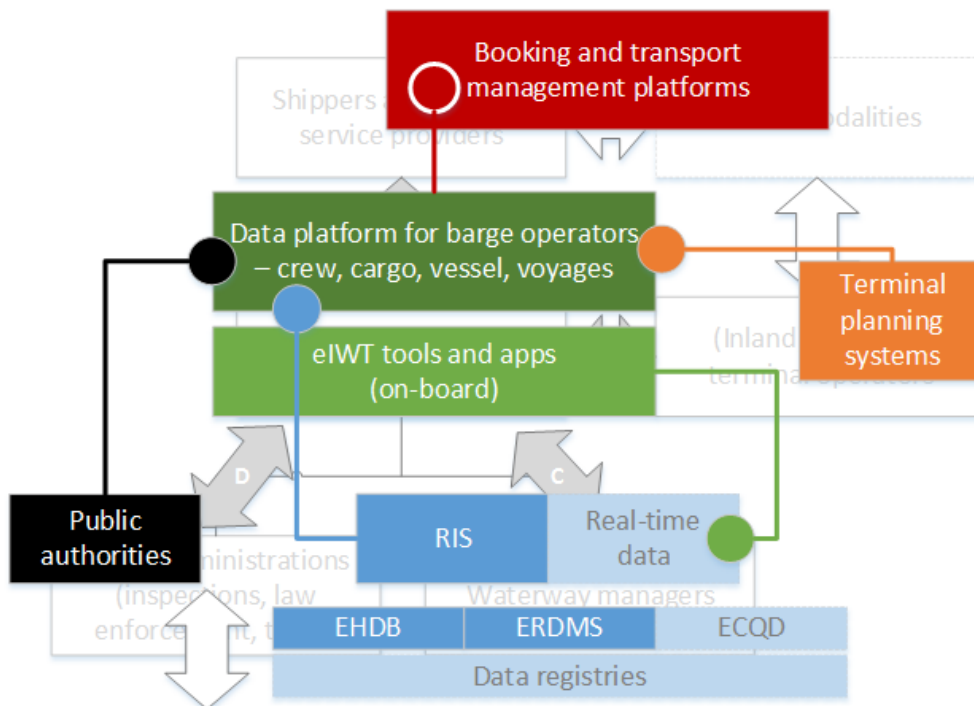 Booking and transport
management platforms
Shippers a
service providers
odalities
Data platform for barge operators
– crew, cargo, vessel, voyages
Terminal
planning
systems
eIWT tools and apps
(on-board)
(Inland
terminal operators
D
C
Public
authorities
RIS
Real-time
data
ministrations
(inspections, law
enforcement, t
Waterway managers
EHDB
ERDMS
ECQD
Data registries